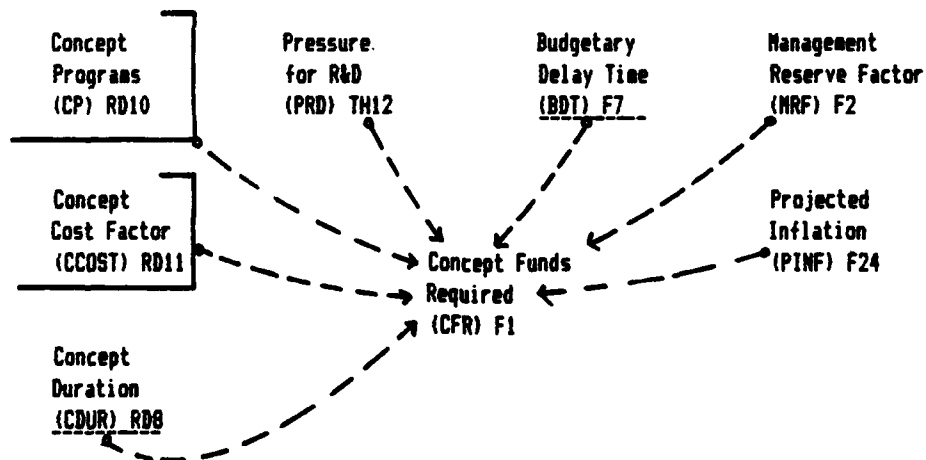 Concept
Programs
(CP) RD10
Pressure
for R&D
(PRD) TH12
Budgetary
Delay Time
(BDT) F7
Management
Reserve Factor
(MRF) F2
Concept
Cost Factor
(CCOST) RD11
Projected
Inflation
(PINF) F24
Concept Funds
Required
(CFR) F1
Concept
Duration
(CDUR) RD8